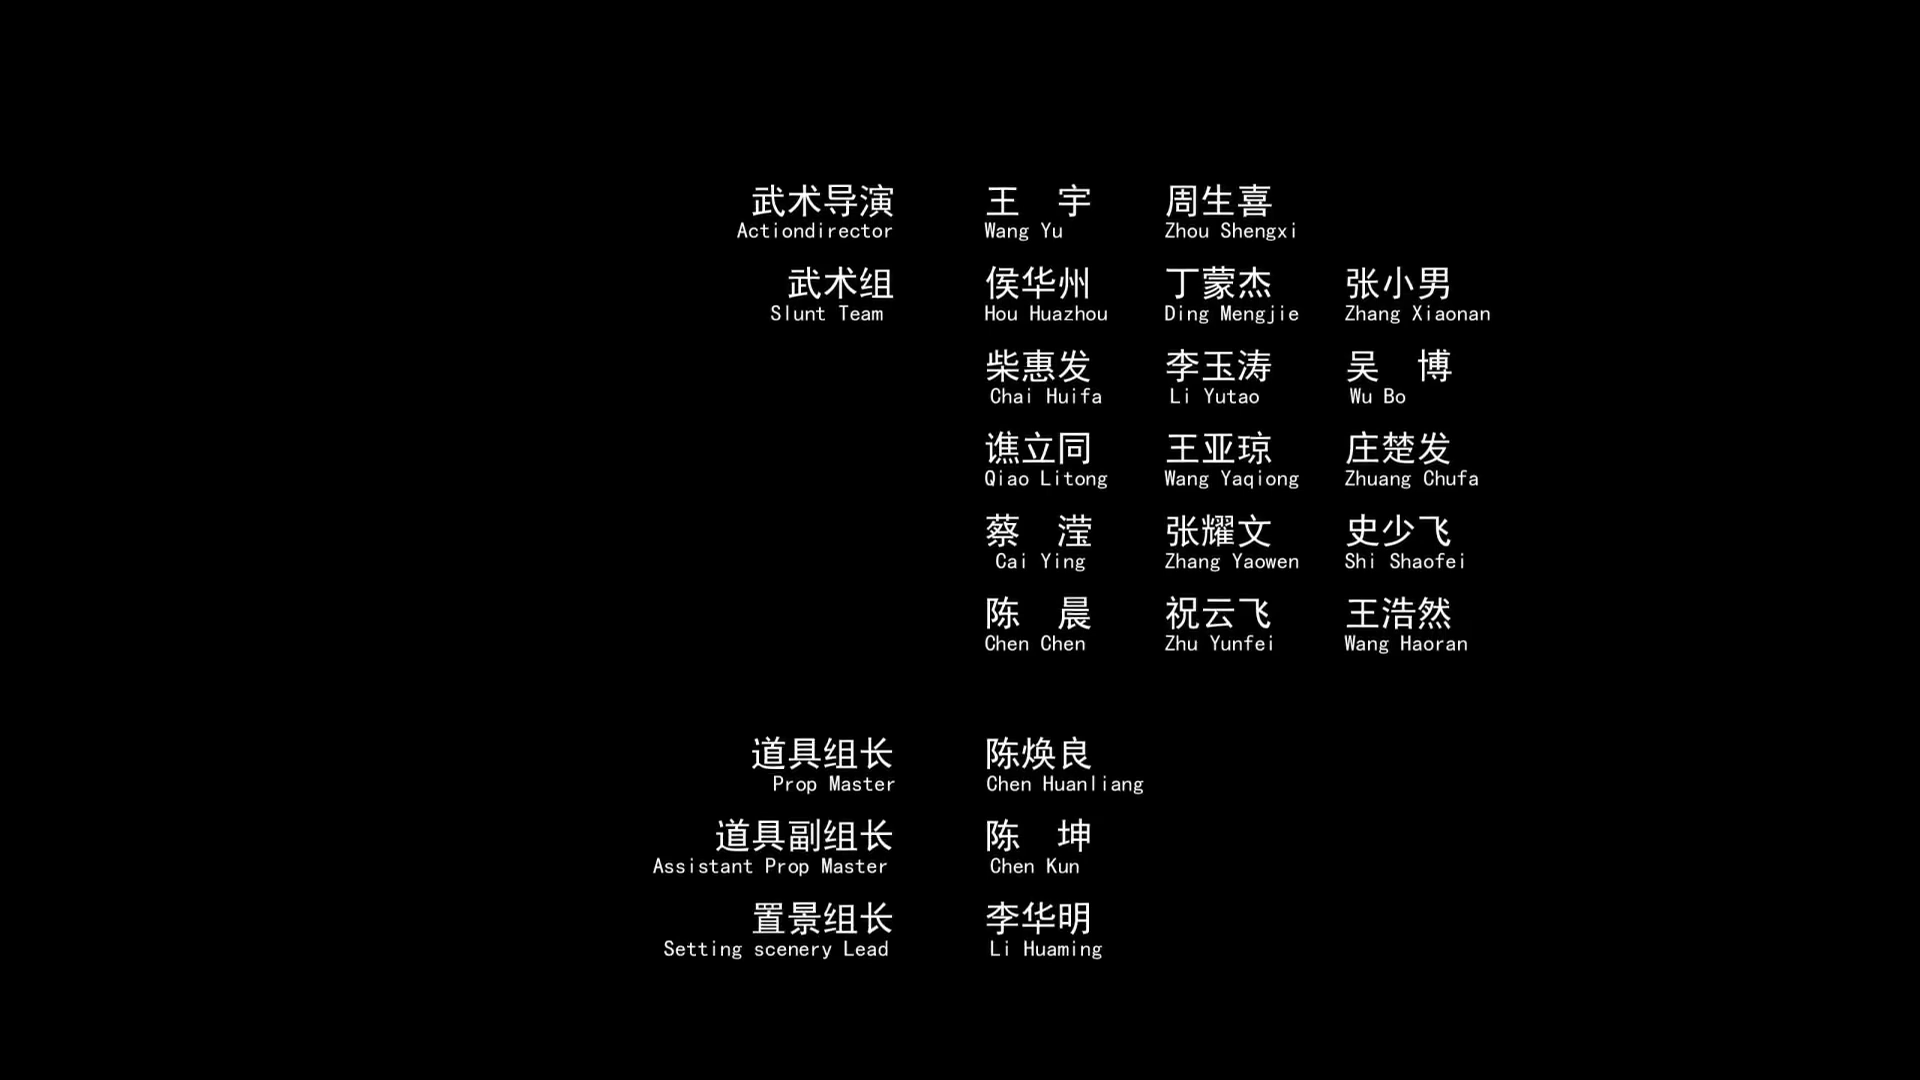 武术导演 王 宇 周生喜
Actiondirector Wang Yu Zhou Shengxi
武术组 侯华州 丁蒙杰 张小男
Slunt Team Hou Huazhou Ding Mengjie Zhang Xiaonan
柴惠发 李玉涛 吴 博
Chai Huifa Li Yutao Wu Bo
谯立同 王亚琼 庄楚发
Qiao Litong Wang Yaqiong Zhuang Chufa
蔡 滢 张耀文 史少飞
Cai Ying Zhang Yaowen Shi Shaofei
陈 晨 祝云飞 王浩然
Chen Chen Zhu Yunfei Wang Haoran
道具组长 陈焕良
Prop Master Chen Huanliang
道具副组长 陈 坤
Assistant Prop Master Chen Kun
置景组长 李华明
Setting scenery Lead Li Huaming